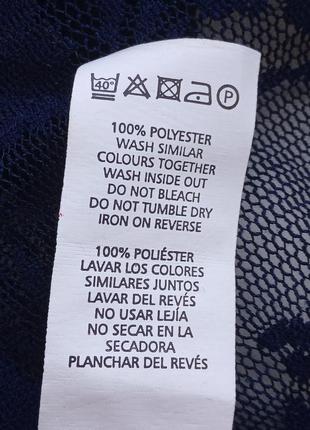 40° P
100% POLYESTER
WASH SIMILAR
COLOURS TOGETHER
WASH INSIDE OUT
DO NOT BLEACH
DO NOT TUMBLE DRY
IRON ON REVERSE
100% POLIÉSTER
LAVAR LOS COLORES
SIMILARES JUNTOS
LAVAR DEL REVÉS
NO USAR LEJÍA
NO SECAR EN LA
SECADORA
PLANCHAR DEL REVÉS